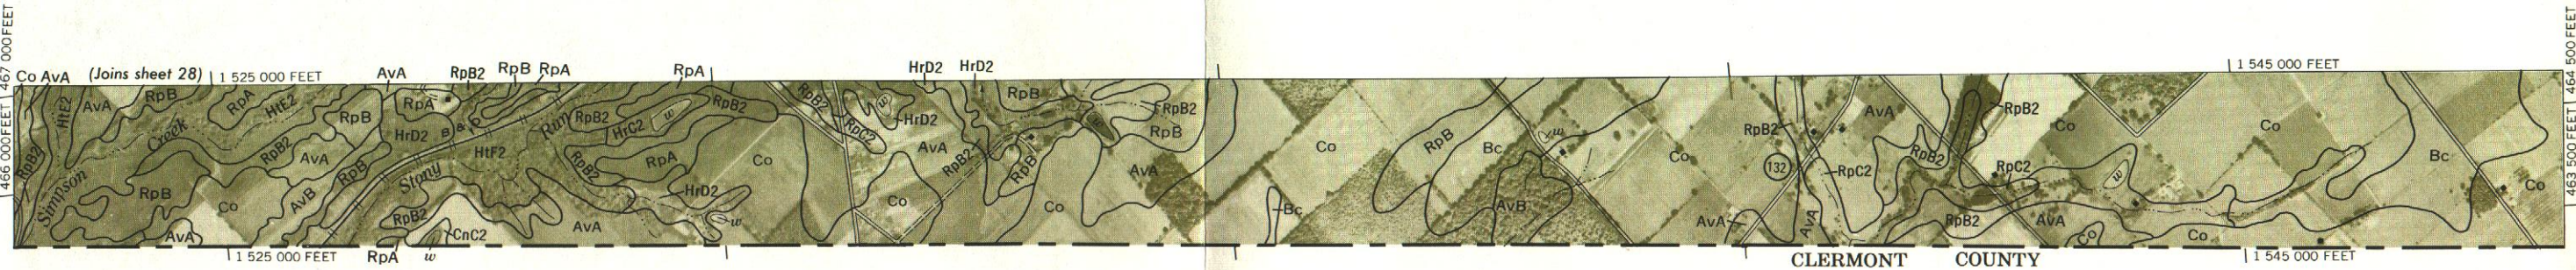 467 000 FEET
466 000 FEET
Co AvA (Joins sheet 28) 1 525 000 FEET AvA RpB2 RpB RpA RpA HrD2 HrD2 1 545 000 FEET
464 500 FEET
463 500 FEET
HtE2 AvA RpB RpA HtE2 RpB RpA RpB2 RpB2 w HrD2 RpB RpB2 AvA RpB2
RpB2 Creek RpB2 AvA HrD2 B & O Run RpB2 HrC2 w RpC2 AvA RpB RpB Bc w RpB2 Co Co
Simpson RpB Co AvB RpB Stony HtF2 RpB2 RpA Co RpB2 RpB AvA Co Co 132 RpC2 RpB2 RpC2 w Bc Co
AvA RpB2 CnC2 AvA HrD2 w Co Co Bc AvB AvA AvA RpB2 AvA Co Co
1 525 000 FEET RpA w CLERMONT COUNTY 1 545 000 FEET